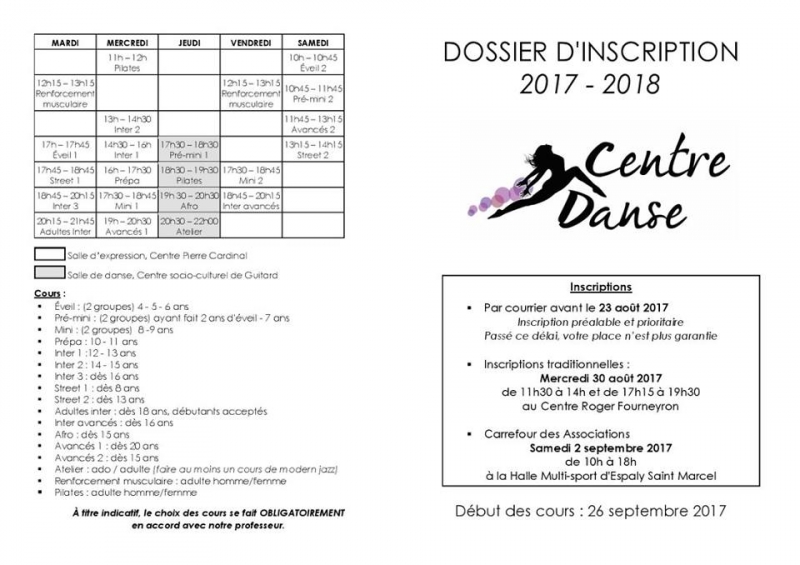 MARDI MERCREDI JEUDI VENDREDI SAMEDI
11h – 12h 10h – 10h45
Pilates Éveil 2
12h15 – 13h15 12h15 – 13h15 10h45 – 11h45
Renforcement Renforcement Pré-mini 2
musculaire musculaire
13h – 14h30 11h45 – 13h15
Inter 2 Avancés 2
17h – 17h45 14h30 – 16h 17h30 – 18h30 13h15 – 14h15
Éveil 1 Inter 1 Pré-mini 1 Street 2
17h45 – 18h45 16h – 17h30 18h30 – 19h30 17h30 – 18h45
Street 1 Prépa Pilates Mini 2
18h45 – 20h15 17h30 – 18h45 19h30 – 20h30 18h45 – 20h15
Inter 3 Mini 1 Afro Inter avancés
20h15 – 21h45 19h – 20h30 20h30 – 22h00
Adultes Inter Avancés 1 Atelier
Salle d'expression, Centre Pierre Cardinal
Salle de danse, Centre socio-culturel de Guitard
Cours :
▪ Éveil : (2 groupes) 4 - 5 - 6 ans
▪ Pré-mini : (2 groupes) ayant fait 2 ans d'éveil - 7 ans
▪ Mini : (2 groupes) 8 -9 ans
▪ Prépa : 10 - 11 ans
▪ Inter 1 :12 - 13 ans
▪ Inter 2 : 14 - 15 ans
▪ Inter 3 : dès 16 ans
▪ Street 1 : dès 8 ans
▪ Street 2 : dès 13 ans
▪ Adultes inter : dès 18 ans, débutants acceptés
▪ Inter avancés : dès 16 ans
▪ Afro : dès 15 ans
▪ Avancés 1 : dès 20 ans
▪ Avancés 2 : dès 15 ans
▪ Atelier : ado / adulte (faire au moins un cours de modern jazz)
▪ Renforcement musculaire : adulte homme/femme
▪ Pilates : adulte homme/femme
À titre indicatif, le choix des cours se fait OBLIGATOIREMENT
en accord avec notre professeur.
DOSSIER D'INSCRIPTION
2017 - 2018
Centre
Danse
Inscriptions
▪ Par courrier avant le 23 août 2017
Inscription préalable et prioritaire
Passé ce délai, votre place n'est plus garantie
▪ Inscriptions traditionnelles :
Mercredi 30 août 2017
de 11h30 à 14h et de 17h15 à 19h30
au Centre Roger Fourneyron
▪ Carrefour des Associations
Samedi 2 septembre 2017
de 10h à 18h
à la Halle Multi-sport d'Espaly Saint Marcel
Début des cours : 26 septembre 2017